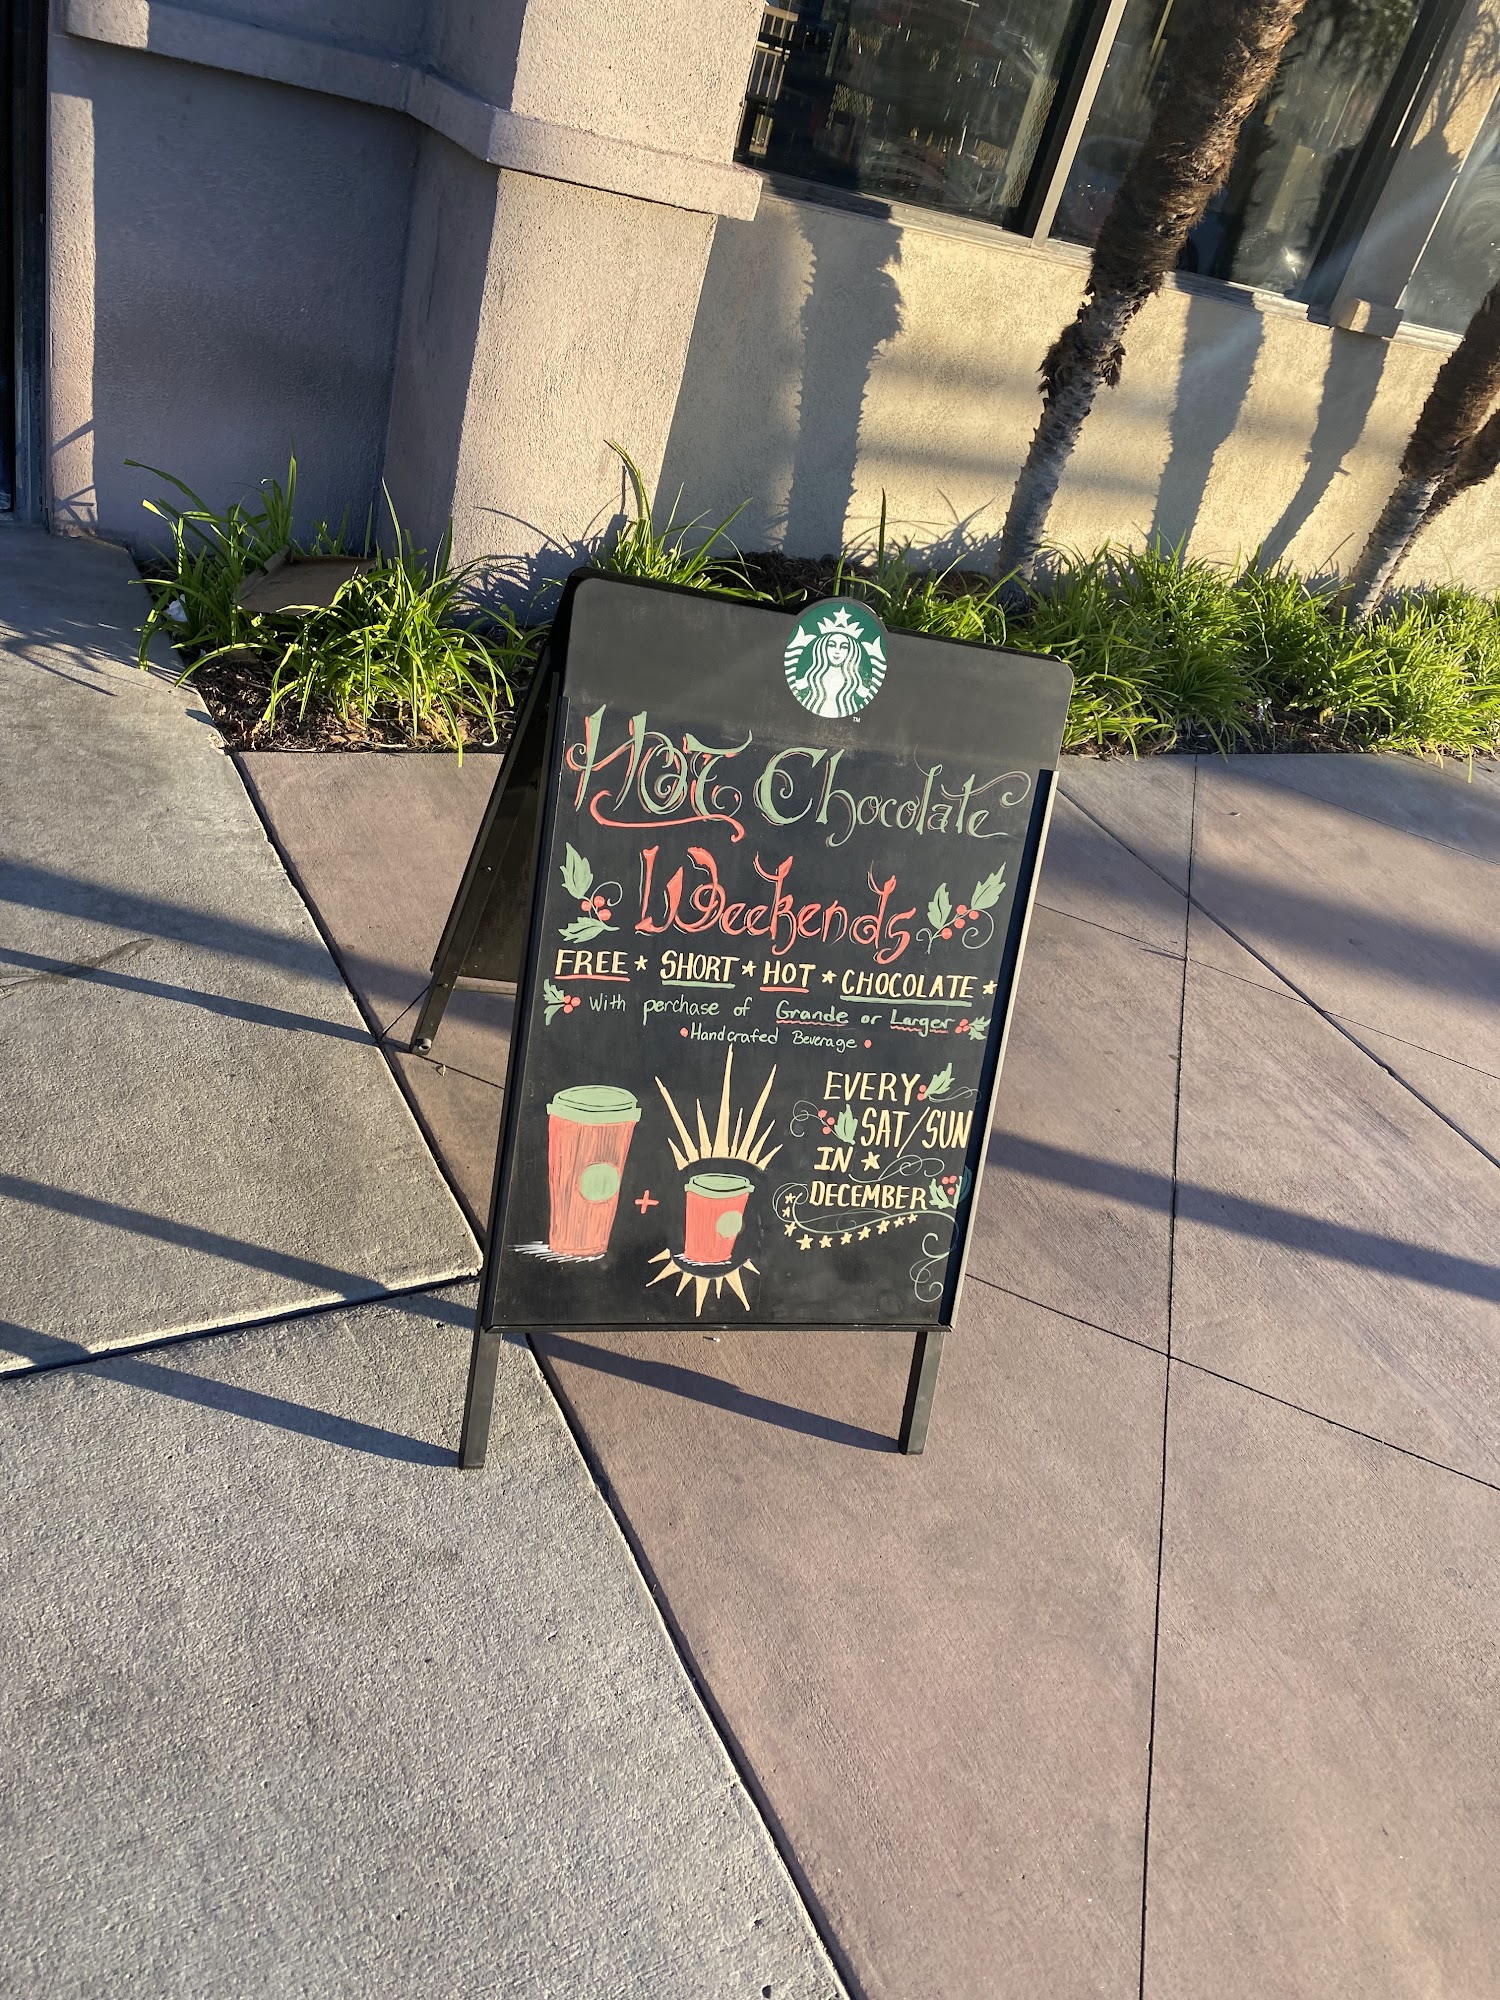 Hot Chocolate
Weekends
FREE * SHORT * HOT * CHOCOLATE *
With perchase of Grande or Larger
•Handcrafted Beverage •
EVERY
SAT/SUN
IN *
DECEMBER
+
TM